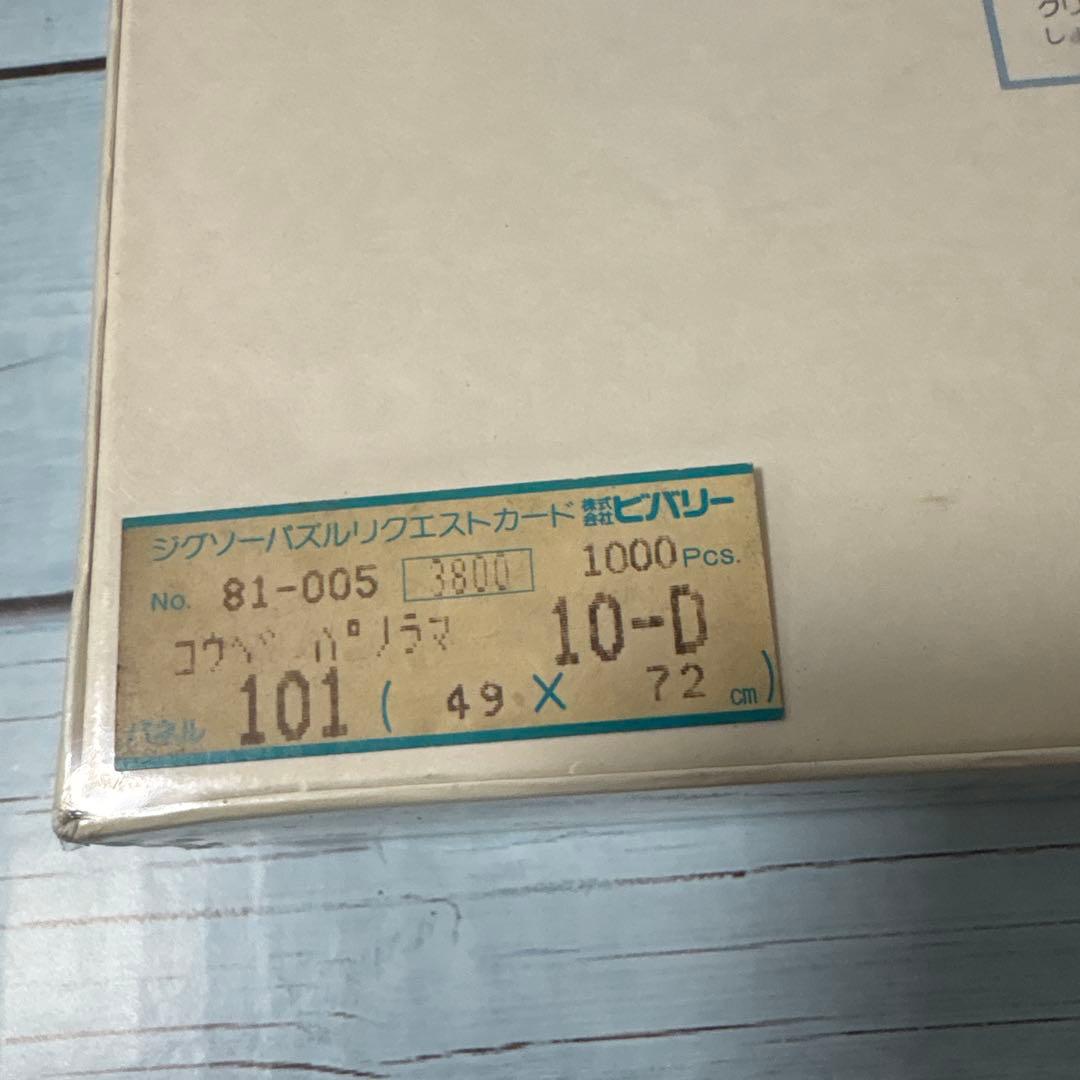 ジグソーパズルリクエストカード 株式会社ビバリー
No. 81-005 3800 1000 Pcs.
コウベ パノラマ 10-D
パネル 101 ( 49 X 72 cm )